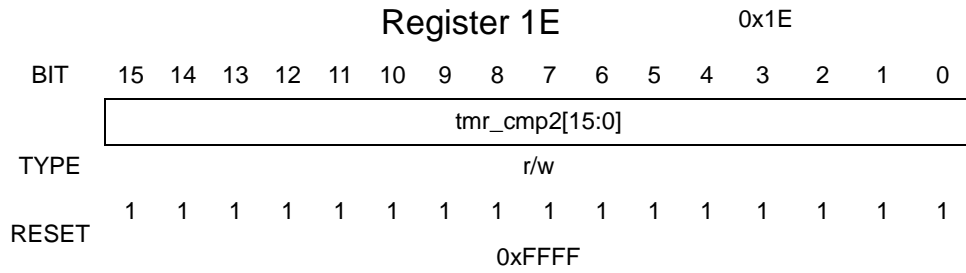 Register 1E 0x1E
BIT 15 14 13 12 11 10 9 8 7 6 5 4 3 2 1 0
tmr_cmp2[15:0]
TYPE r/w
RESET 1 1 1 1 1 1 1 1 1 1 1 1 1 1 1 1
0xFFFF